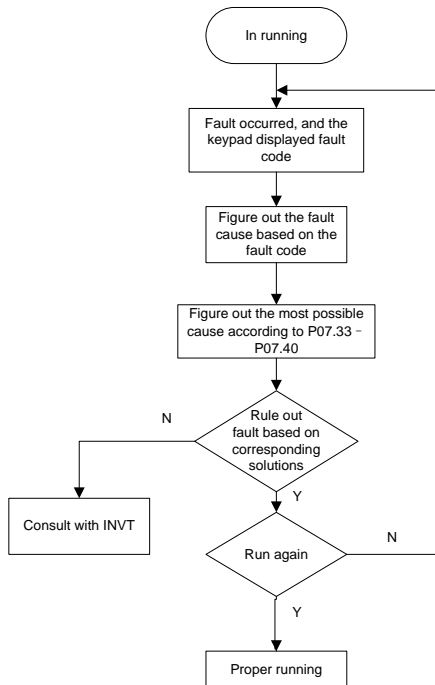 In running
Fault occurred, and the
keypad displayed fault
code
Figure out the fault
cause based on the
fault code
Figure out the most possible
cause according to P07.33–
P07.40
N
Rule out
fault based on
corresponding
solutions
Y
Consult with INVT
Run again
N
Y
Proper running